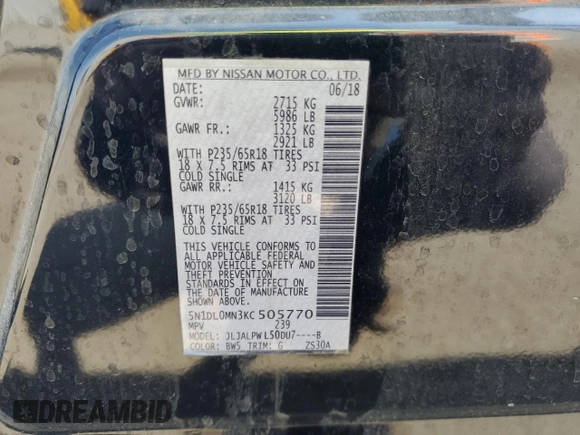 MFD BY NISSAN MOTOR CO., LTD.
DATE: 06/18
GVWR: 2715 KG
5986 LB
GAWR FR.: 1325 KG
2921 LB
WITH P235/65R18 TIRES
18 X 7.5 RIMS AT 33 PSI
COLD SINGLE
GAWR RR.: 1415 KG
3120 LB
WITH P235/65R18 TIRES
18 X 7.5 RIMS AT 33 PSI
COLD SINGLE
THIS VEHICLE CONFORMS TO
ALL APPLICABLE FEDERAL
MOTOR VEHICLE SAFETY AND
THEFT PREVENTION
STANDARDS IN EFFECT ON
THE DATE OF MANUFACTURE
SHOWN ABOVE.
5N1DL0MN3KC505770
MPV 239
MODEL: JLJALPWL50DU7----B
COLOR: BW5 TRIM: G ZS30A
DREAMBID